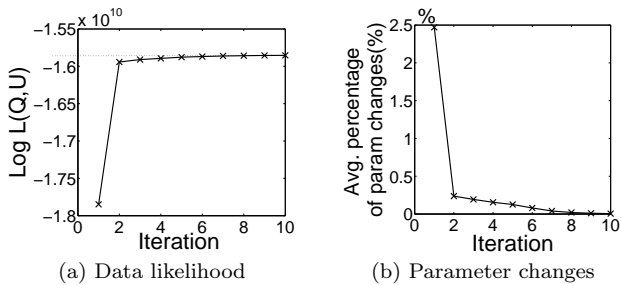 x 10^10
-1.55
-1.6
-1.65
-1.7
-1.75
-1.8
0 2 4 6 8 10
Log L(Q,U)
Iteration
(a) Data likelihood
%
2.5
2
1.5
1
0.5
0
0 2 4 6 8 10
Avg. percentage
of param changes(%)
Iteration
(b) Parameter changes